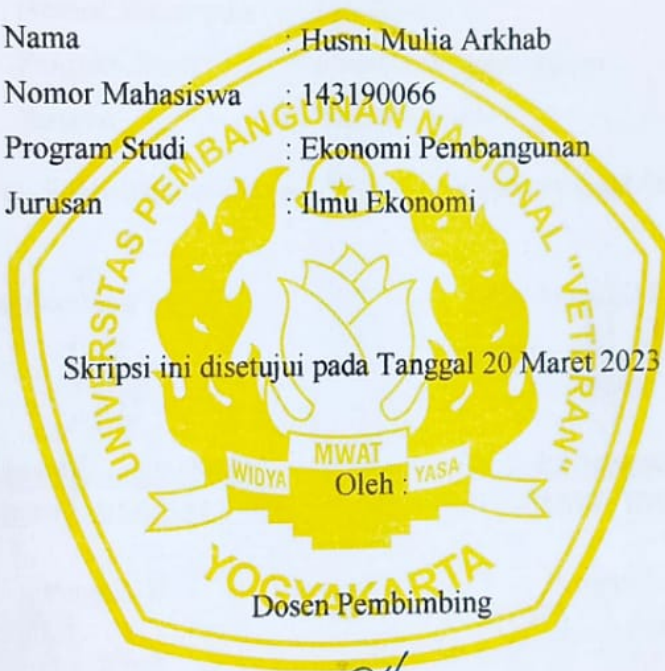 Nama : Husni Mulia Arkhab
Nomor Mahasiswa : 143190066
Program Studi : Ekonomi Pembangunan
Jurusan : Ilmu Ekonomi
UNIVERSITAS PEMBANGUNAN NASIONAL "VETERAN"
Skripsi ini disetujui pada Tanggal 20 Maret 2023
WIDYA MWAT YASA
Oleh :
YOGYAKARTA
Dosen Pembimbing